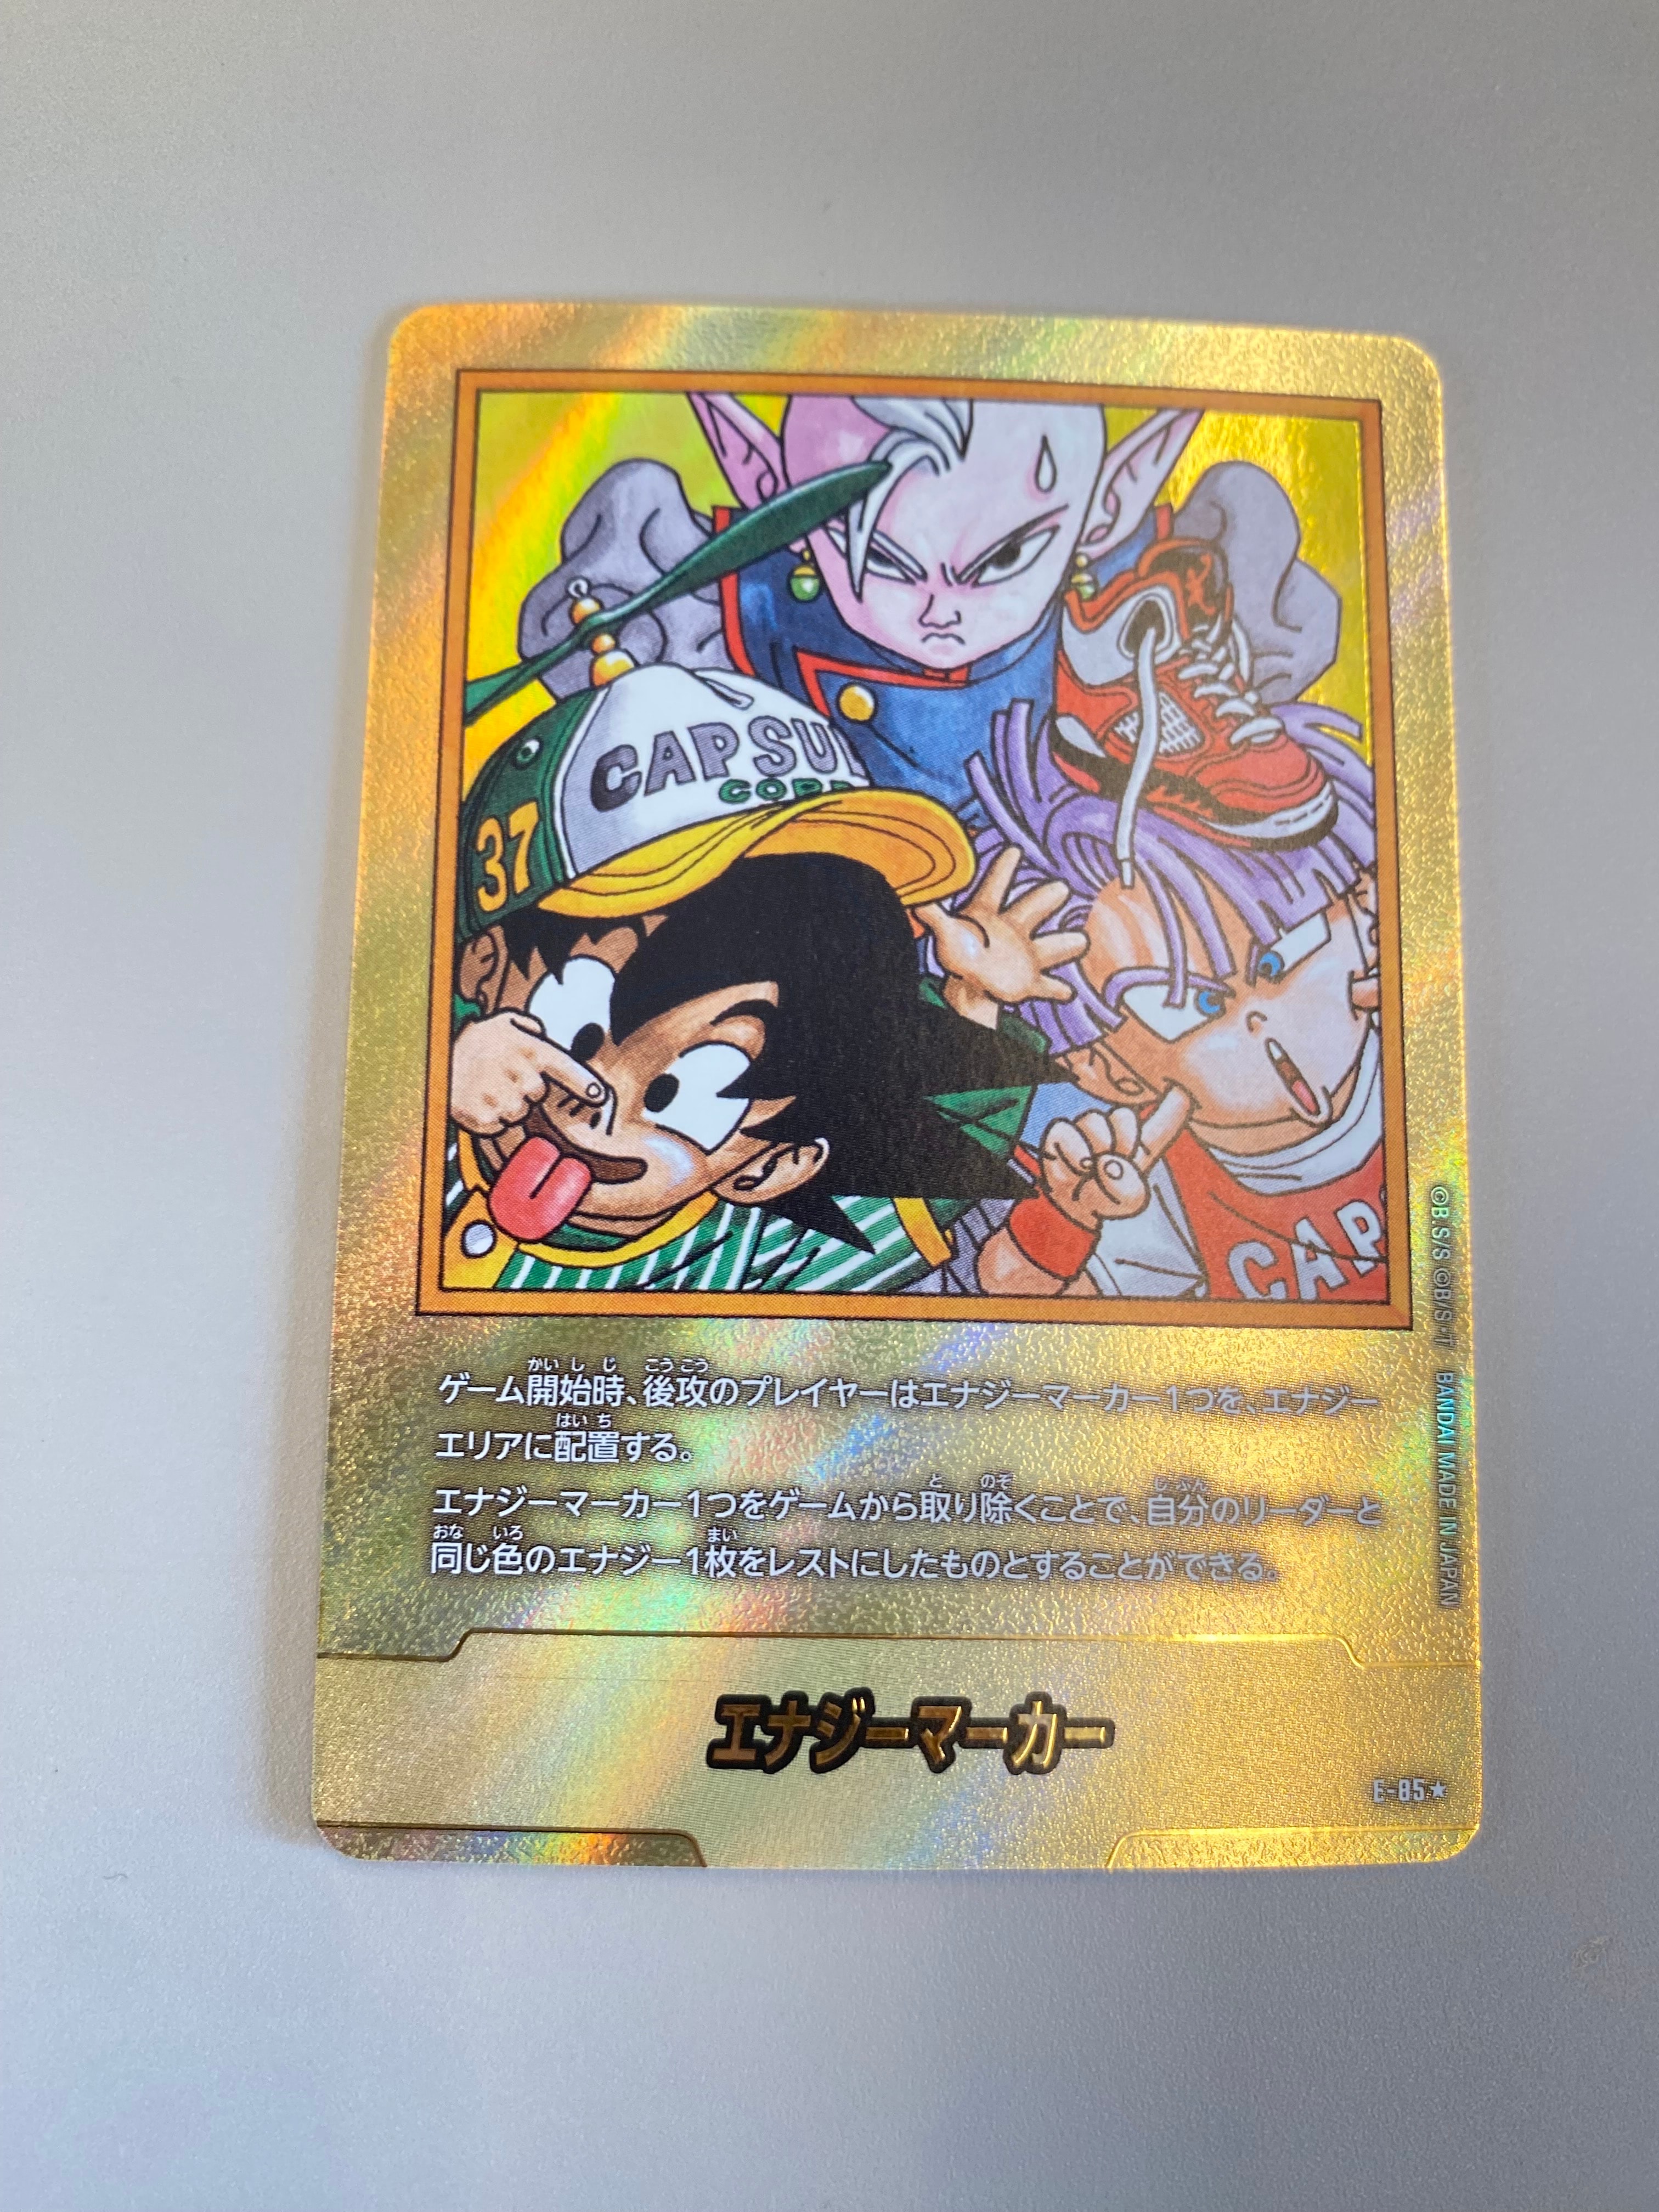 CAPSU
CORP
37
CAP
ゲーム開始時、後攻のプレイヤーはエナジーマーカー1つを、エナジー
エリアに配置する。
エナジーマーカー1つをゲームから取り除くことで、自分のリーダーと
同じ色のエナジー1枚をレストにしたものとすることができる。
©B.S/S ©B/S・T BANDAI MADE IN JAPAN
エナジーマーカー
E-85★